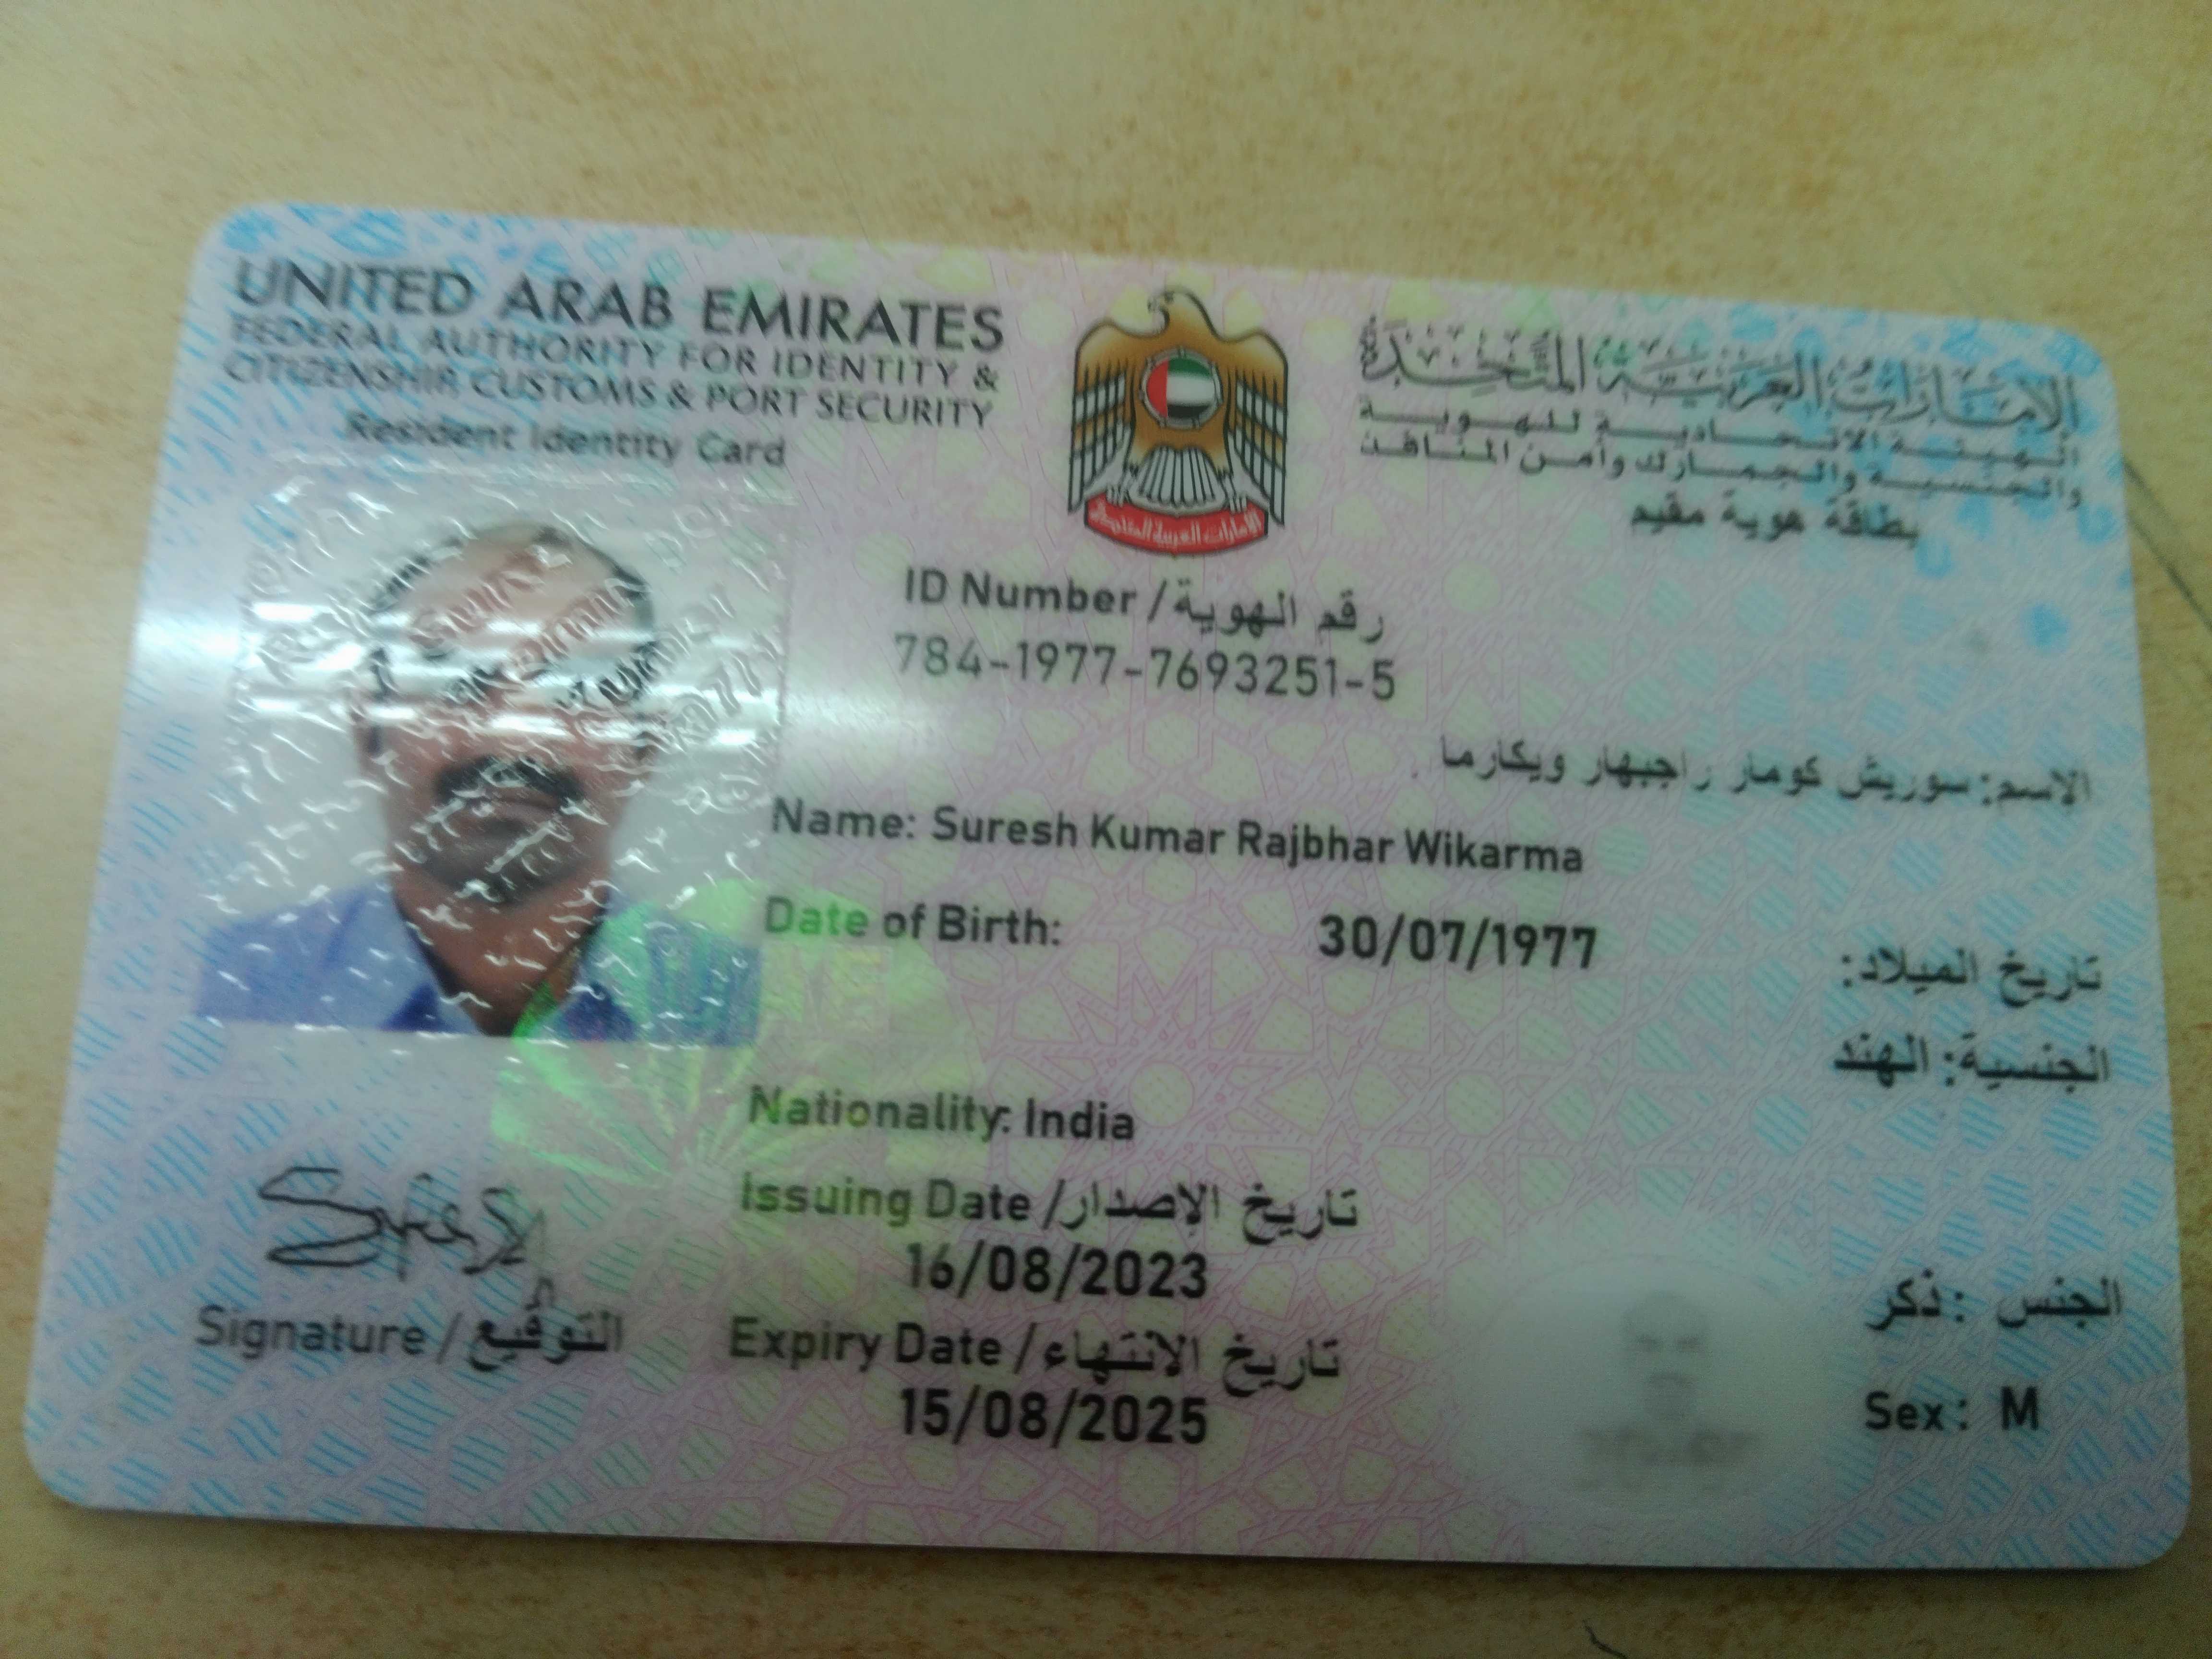 UNITED ARAB EMIRATES
FEDERAL AUTHORITY FOR IDENTITY &
CITIZENSHIP, CUSTOMS & PORT SECURITY
Resident Identity Card
الإمارات العربية المتحدة
الهيئة الاتحادية للهوية
والجنسية والجمارك وأمن المنافذ
بطاقة هوية مقيم
ID Number / رقم الهوية
784-1977-7693251-5
الاسم: سوريش كومار راجبهار ويكارما
Name: Suresh Kumar Rajbhar Wikarma
Date of Birth: 30/07/1977 تاريخ الميلاد:
الجنسية: الهند
Nationality: India
Issuing Date / تاريخ الإصدار
16/08/2023
Expiry Date / تاريخ الانتهاء
15/08/2025
Signature / التوقيع
الجنس : ذكر
Sex: M